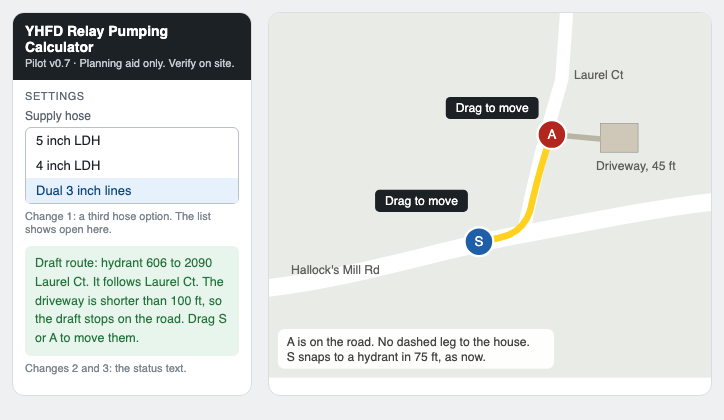 YHFD Relay Pumping
Calculator
Pilot v0.7 · Planning aid only. Verify on site.
SETTINGS
Supply hose
5 inch LDH
4 inch LDH
Dual 3 inch lines
Change 1: a third hose option. The list
shows open here.
Draft route: hydrant 606 to 2090
Laurel Ct. It follows Laurel Ct. The
driveway is shorter than 100 ft, so
the draft stops on the road. Drag S
or A to move them.
Changes 2 and 3: the status text.
Laurel Ct
Drag to move
A
Driveway, 45 ft
Drag to move
S
Hallock's Mill Rd
A is on the road. No dashed leg to the house.
S snaps to a hydrant in 75 ft, as now.